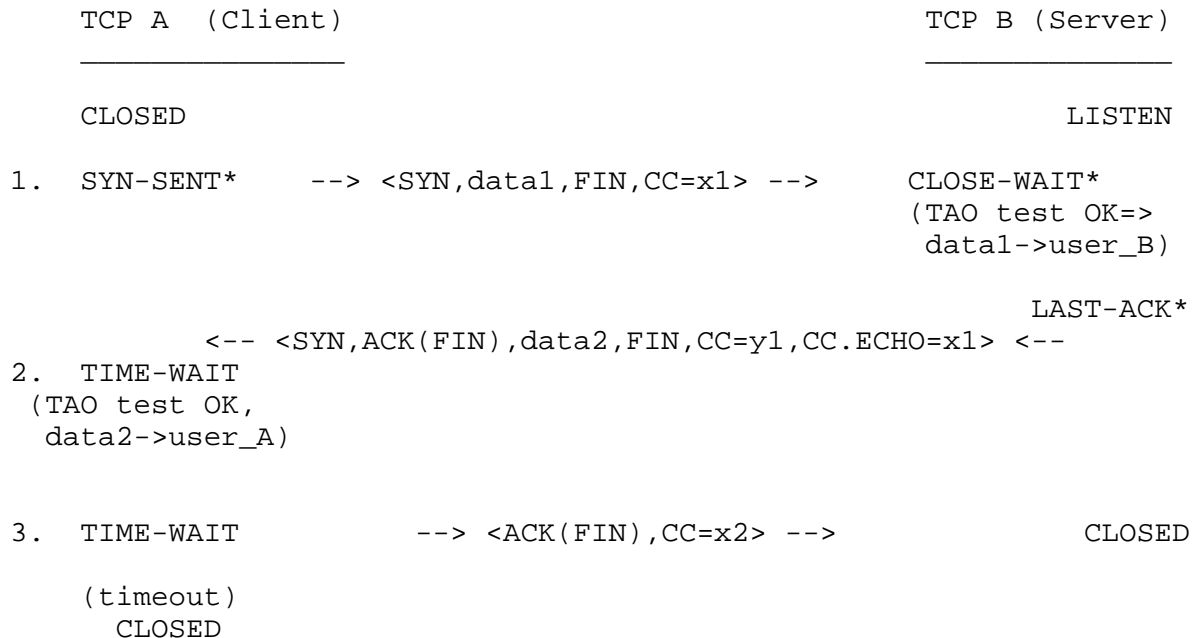 TCP A  (Client)                                 TCP B (Server)
_______________                                 ______________
CLOSED                                                  LISTEN
1.  SYN-SENT*    --> <SYN,data1,FIN,CC=x1> -->    CLOSE-WAIT*
(TAO test OK=>
data1->user_B)
LAST-ACK*
<-- <SYN,ACK(FIN),data2,FIN,CC=y1,CC.ECHO=x1> <--
2.  TIME-WAIT
(TAO test OK,
data2->user_A)
3.  TIME-WAIT          --> <ACK(FIN),CC=x2> -->              CLOSED
(timeout)
CLOSED